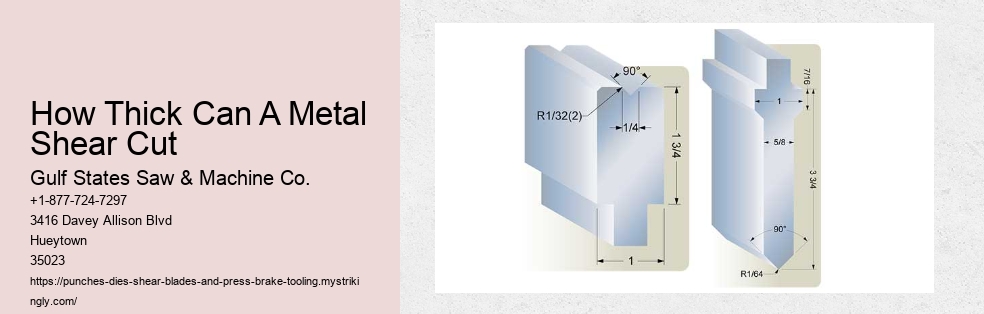 How Thick Can A Metal
Shear Cut
Gulf States Saw & Machine Co.
+1-877-724-7297
3416 Davey Allison Blvd
Hueytown
35023
https://punches-dies-shear-blades-and-press-brake-tooling.mystriki
ngly.com/
90°
R1/32(2)
1/4
1 3/4
1
7/16
1
5/8
3 3/4
90°
R1/64